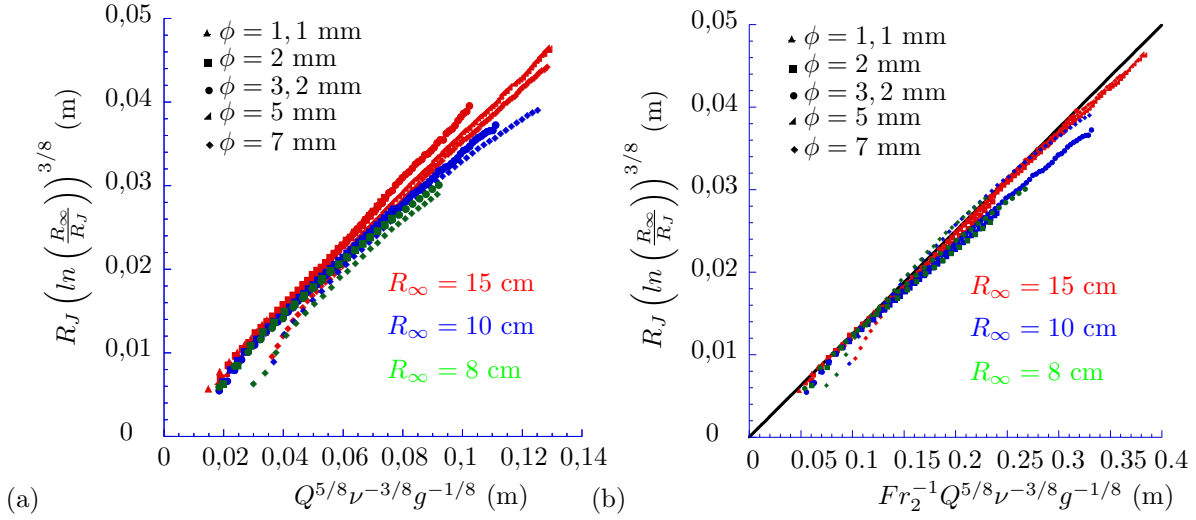 0,05
0,04
0,03
0,02
0,01
0
R_J (ln (R_∞/R_J))^{3/8} (m)
ϕ = 1, 1 mm
ϕ = 2 mm
ϕ = 3, 2 mm
ϕ = 5 mm
ϕ = 7 mm
R_∞ = 15 cm
R_∞ = 10 cm
R_∞ = 8 cm
0 0,02 0,04 0,06 0,08 0,1 0,12 0,14
(a) Q^{5/8}ν^{-3/8}g^{-1/8} (m)
0,05
0,04
0,03
0,02
0,01
0
R_J (ln (R_∞/R_J))^{3/8} (m)
ϕ = 1, 1 mm
ϕ = 2 mm
ϕ = 3, 2 mm
ϕ = 5 mm
ϕ = 7 mm
R_∞ = 15 cm
R_∞ = 10 cm
R_∞ = 8 cm
0 0.05 0.1 0.15 0.2 0.25 0.3 0.35 0.4
(b) Fr_2^{-1}Q^{5/8}ν^{-3/8}g^{-1/8} (m)